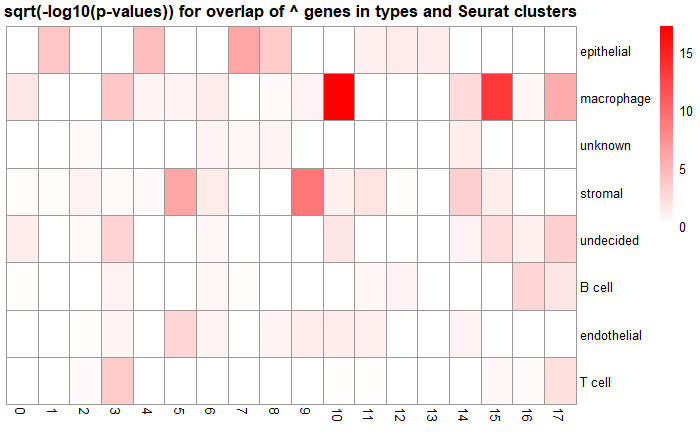 sqrt(-log10(p-values)) for overlap of ^ genes in types and Seurat clusters
15
10
5
0
epithelial
macrophage
unknown
stromal
undecided
B cell
endothelial
T cell
0 1 2 3 4 5 6 7 8 9 10 11 12 13 14 15 16 17